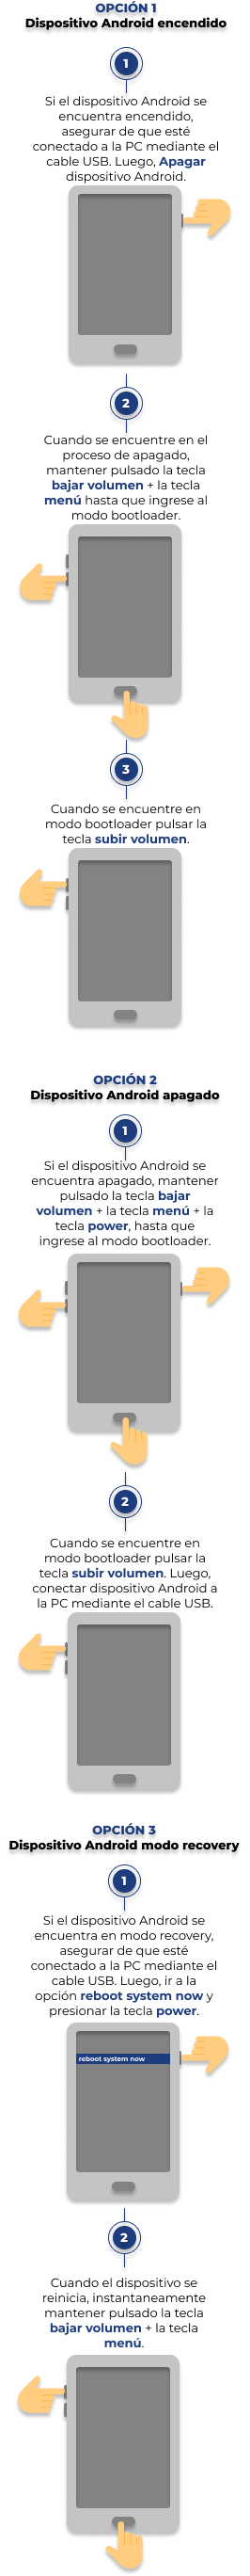 OPCIÓN 1
Dispositivo Android encendido
1
Si el dispositivo Android se
encuentra encendido,
asegurar de que esté
conectado a la PC mediante el
cable USB. Luego, Apagar
dispositivo Android.
2
Cuando se encuentre en el
proceso de apagado,
mantener pulsado la tecla
bajar volumen + la tecla
menú hasta que ingrese al
modo bootloader.
3
Cuando se encuentre en
modo bootloader pulsar la
tecla subir volumen.
OPCIÓN 2
Dispositivo Android apagado
1
Si el dispositivo Android se
encuentra apagado, mantener
pulsado la tecla bajar
volumen + la tecla menú + la
tecla power, hasta que
ingrese al modo bootloader.
2
Cuando se encuentre en
modo bootloader pulsar la
tecla subir volumen. Luego,
conectar dispositivo Android a
la PC mediante el cable USB.
OPCIÓN 3
Dispositivo Android modo recovery
1
Si el dispositivo Android se
encuentra en modo recovery,
asegurar de que esté
conectado a la PC mediante el
cable USB. Luego, ir a la
opción reboot system now y
presionar la tecla power.
reboot system now
2
Cuando el dispositivo se
reinicia, instantaneamente
mantener pulsado la tecla
bajar volumen + la tecla
menú.